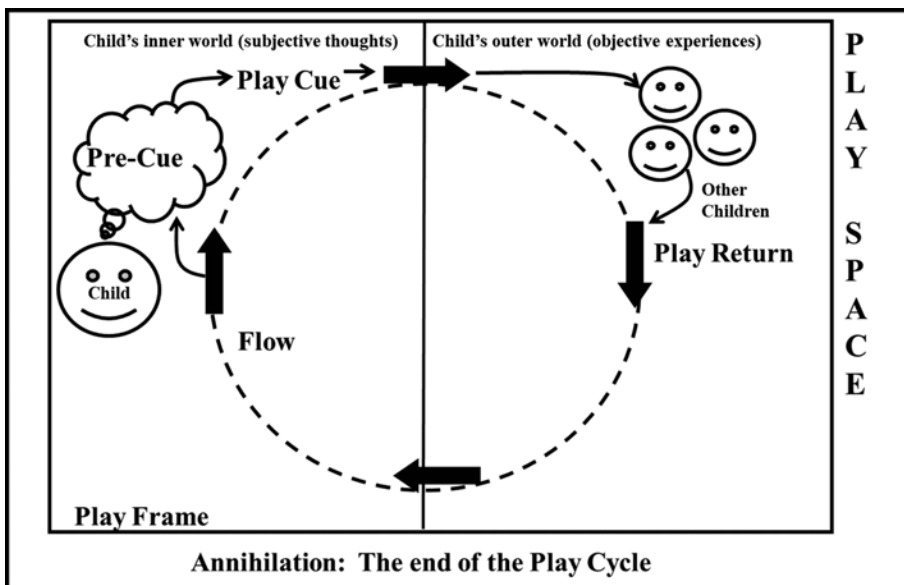 Child's inner world (subjective thoughts)
Child's outer world (objective experiences)
Play Cue
Pre-Cue
Child
Other
Children
Play Return
Flow
Play Frame
Annihilation: The end of the Play Cycle
P
L
A
Y
S
P
A
C
E